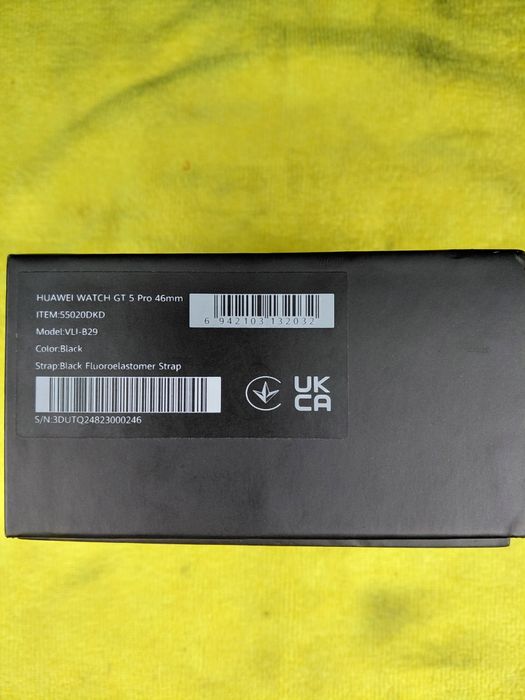 HUAWEI WATCH GT 5 Pro 46mm
ITEM:55020DKD
Model:VLI-B29
Color:Black
Strap:Black Fluoroelastomer Strap
S/N:3DUTQ24823000246
6 942103 132032
UK
CA